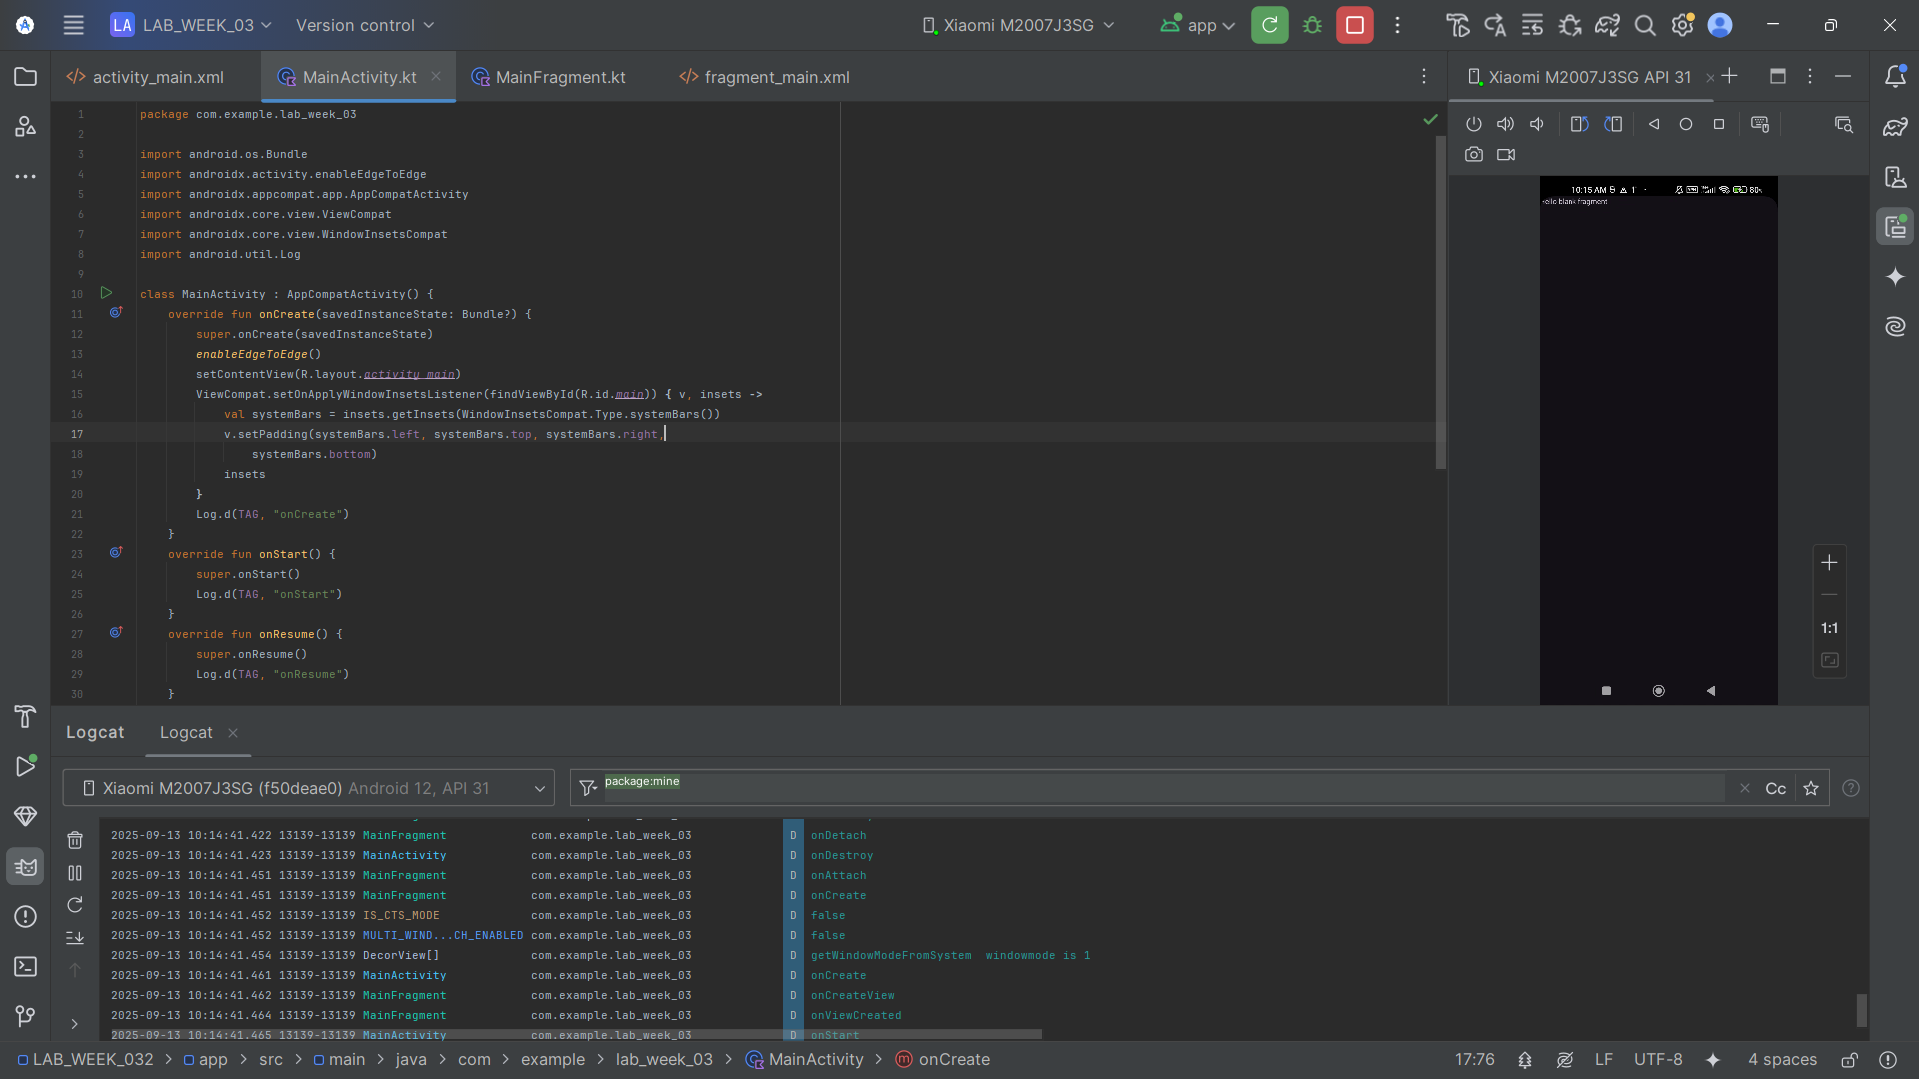 LA LAB_WEEK_03 Version control Xiaomi M2007J3SG app
activity_main.xml MainActivity.kt MainFragment.kt fragment_main.xml
1 package com.example.lab_week_03
2
3 import android.os.Bundle
4 import androidx.activity.enableEdgeToEdge
5 import androidx.appcompat.app.AppCompatActivity
6 import androidx.core.view.ViewCompat
7 import androidx.core.view.WindowInsetsCompat
8 import android.util.Log
9
10 class MainActivity : AppCompatActivity() {
11 override fun onCreate(savedInstanceState: Bundle?) {
12 super.onCreate(savedInstanceState)
13 enableEdgeToEdge()
14 setContentView(R.layout.activity_main)
15 ViewCompat.setOnApplyWindowInsetsListener(findViewById(R.id.main)) { v, insets ->
16 val systemBars = insets.getInsets(WindowInsetsCompat.Type.systemBars())
17 v.setPadding(systemBars.left, systemBars.top, systemBars.right,
18 systemBars.bottom)
19 insets
20 }
21 Log.d(TAG, "onCreate")
22 }
23 override fun onStart() {
24 super.onStart()
25 Log.d(TAG, "onStart")
26 }
27 override fun onResume() {
28 super.onResume()
29 Log.d(TAG, "onResume")
30 }
Xiaomi M2007J3SG API 31
10:15 AM
80
ello blank fragment
1:1
Logcat Logcat
Xiaomi M2007J3SG (f50deae0) Android 12, API 31 package:mine Cc
2025-09-13 10:14:41.422 13139-13139 MainFragment com.example.lab_week_03 D onDetach
2025-09-13 10:14:41.423 13139-13139 MainActivity com.example.lab_week_03 D onDestroy
2025-09-13 10:14:41.451 13139-13139 MainFragment com.example.lab_week_03 D onAttach
2025-09-13 10:14:41.451 13139-13139 MainFragment com.example.lab_week_03 D onCreate
2025-09-13 10:14:41.452 13139-13139 IS_CTS_MODE com.example.lab_week_03 D false
2025-09-13 10:14:41.452 13139-13139 MULTI_WIND...CH_ENABLED com.example.lab_week_03 D false
2025-09-13 10:14:41.454 13139-13139 DecorView[] com.example.lab_week_03 D getWindowModeFromSystem windowmode is 1
2025-09-13 10:14:41.461 13139-13139 MainActivity com.example.lab_week_03 D onCreate
2025-09-13 10:14:41.462 13139-13139 MainFragment com.example.lab_week_03 D onCreateView
2025-09-13 10:14:41.464 13139-13139 MainFragment com.example.lab_week_03 D onViewCreated
2025-09-13 10:14:41.465 13139-13139 MainActivity com.example.lab_week_03 D onStart
LAB_WEEK_032 > app > src > main > java > com > example > lab_week_03 > MainActivity > onCreate 17:76 LF UTF-8 4 spaces